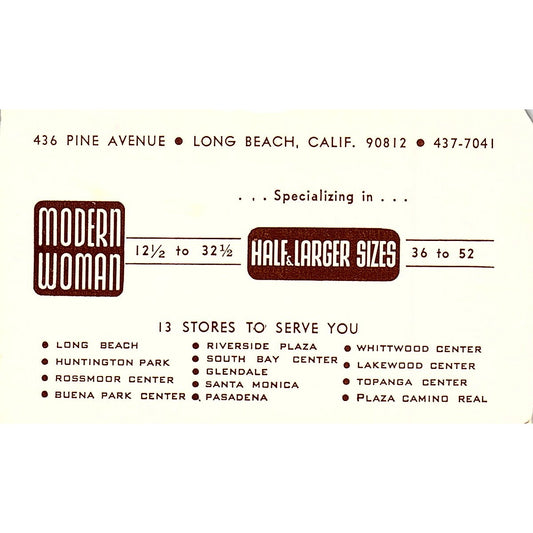 436 PINE AVENUE ● LONG BEACH, CALIF. 90812 ● 437-7041
. . . Specializing in . . .
MODERN
WOMAN
12½ to 32½
HALF & LARGER SIZES
36 to 52
13 STORES TO SERVE YOU
● LONG BEACH
● HUNTINGTON PARK
● ROSSMOOR CENTER
● BUENA PARK CENTER
● RIVERSIDE PLAZA
● SOUTH BAY CENTER
● GLENDALE
● SANTA MONICA
● PASADENA
● WHITTWOOD CENTER
● LAKEWOOD CENTER
● TOPANGA CENTER
● PLAZA CAMINO REAL